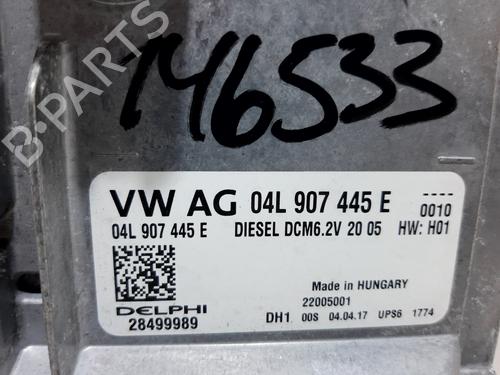 146533
B-PARTS
VW AG 04L 907 445 E ----- 0010
04L 907 445 E DIESEL DCM6.2V 20 05 HW: H01
Made in HUNGARY
22005001
DELPHI
28499989 DH1 00S 04.04.17 UPS6 1774